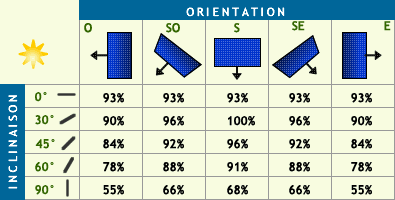 ORIENTATION
O SO S SE E
INCLINAISON
0° 93% 93% 93% 93% 93%
30° 90% 96% 100% 96% 90%
45° 84% 92% 96% 92% 84%
60° 78% 88% 91% 88% 78%
90° 55% 66% 68% 66% 55%